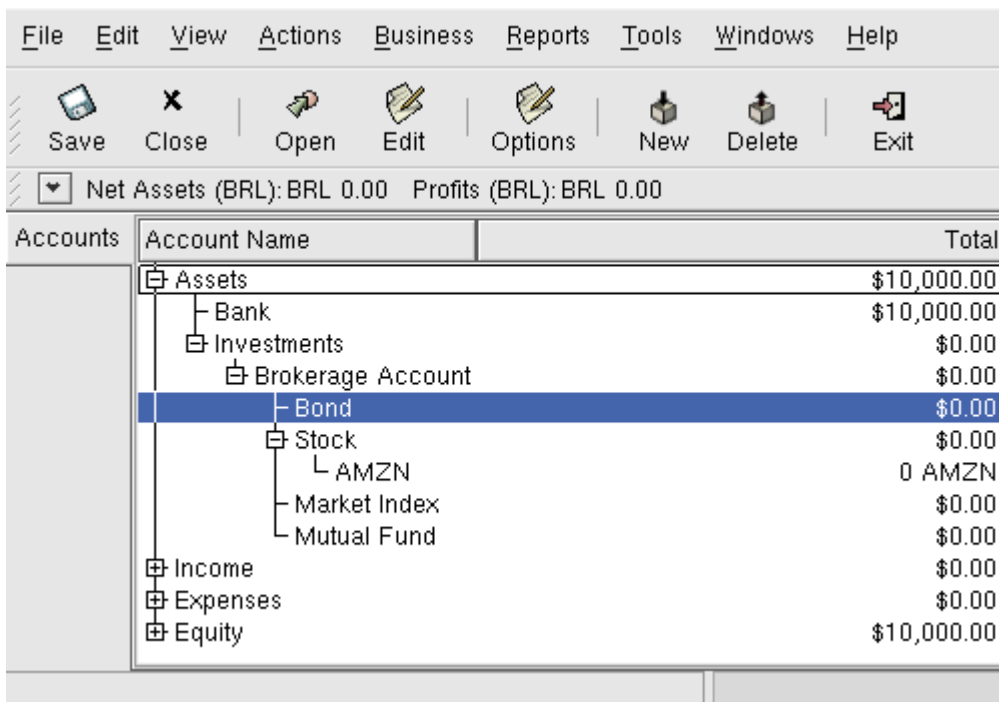 File Edit View Actions Business Reports Tools Windows Help
Save Close Open Edit Options New Delete Exit
Net Assets (BRL): BRL 0.00 Profits (BRL): BRL 0.00
Accounts Account Name Total
Assets $10,000.00
Bank $10,000.00
Investments $0.00
Brokerage Account $0.00
Bond $0.00
Stock $0.00
AMZN 0 AMZN
Market Index $0.00
Mutual Fund $0.00
Income $0.00
Expenses $0.00
Equity $10,000.00